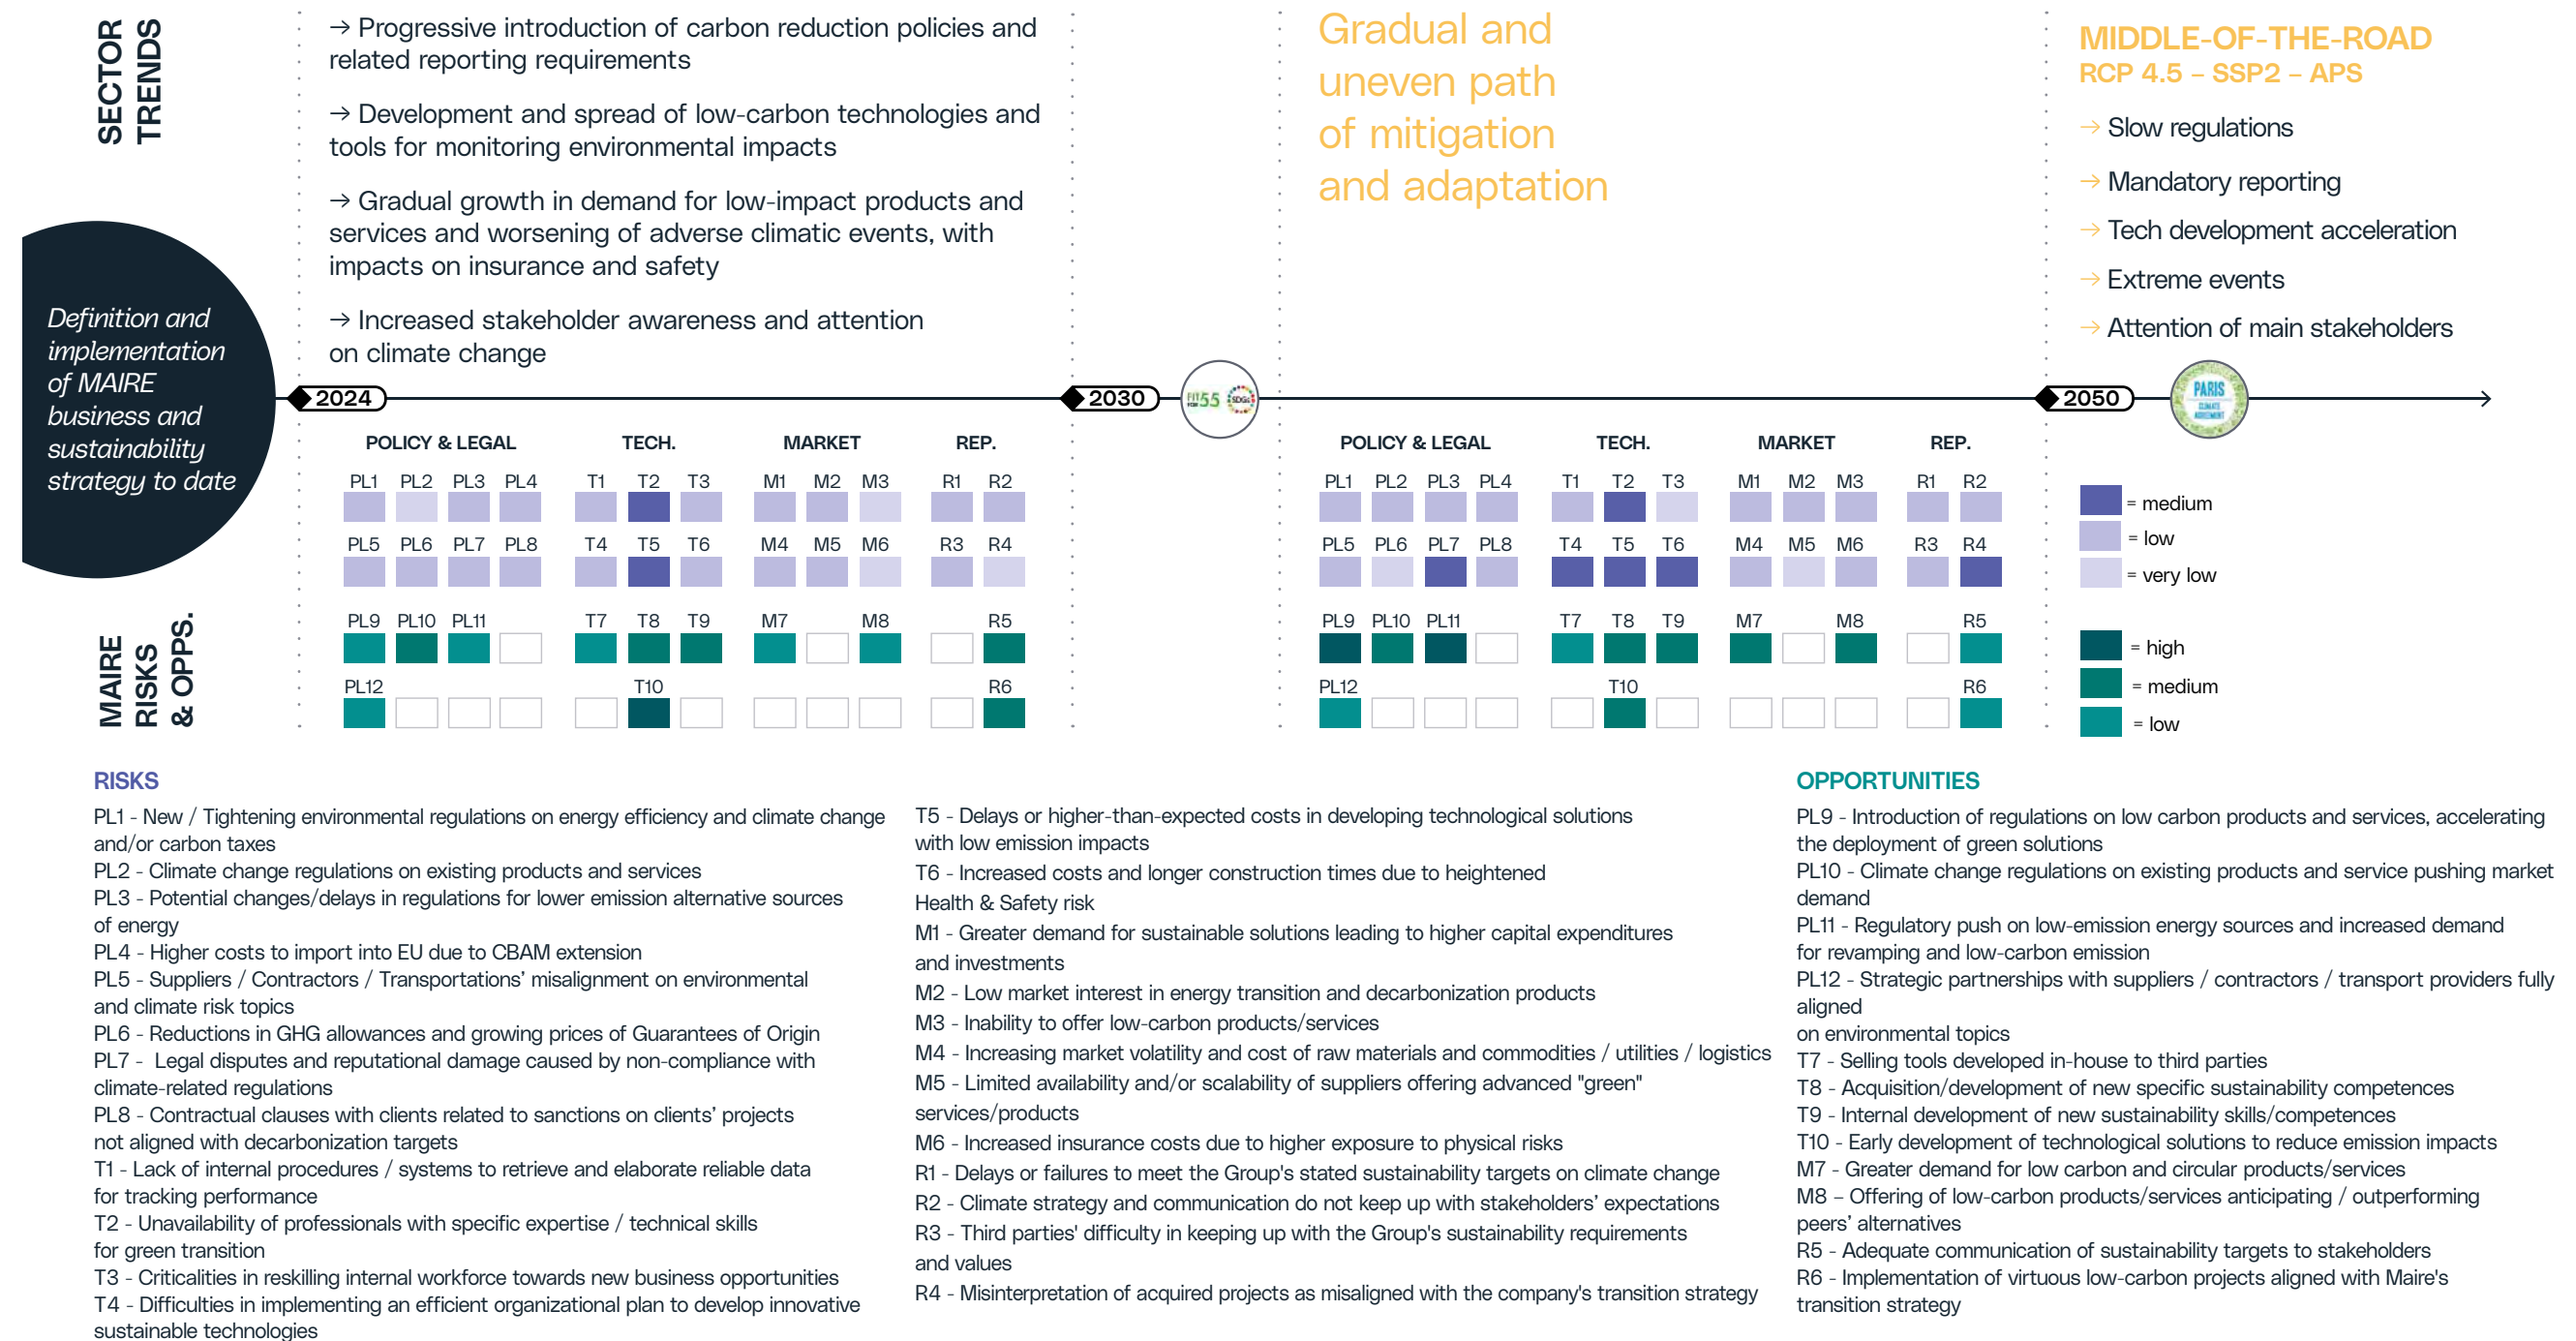 SECTOR
TRENDS
→ Progressive introduction of carbon reduction policies and
related reporting requirements
→ Development and spread of low-carbon technologies and
tools for monitoring environmental impacts
→ Gradual growth in demand for low-impact products and
services and worsening of adverse climatic events, with
impacts on insurance and safety
→ Increased stakeholder awareness and attention
on climate change
Gradual and
uneven path
of mitigation
and adaptation
MIDDLE-OF-THE-ROAD
RCP 4.5 – SSP2 – APS
→ Slow regulations
→ Mandatory reporting
→ Tech development acceleration
→ Extreme events
→ Attention of main stakeholders
Definition and
implementation
of MAIRE
business and
sustainability
strategy to date
2024
2030
FIT FOR 55
SDGs
2050
PARIS
CLIMATE
AGREEMENT
MAIRE
RISKS
& OPPS.
POLICY & LEGAL TECH. MARKET REP.
PL1 PL2 PL3 PL4 T1 T2 T3 M1 M2 M3 R1 R2
PL5 PL6 PL7 PL8 T4 T5 T6 M4 M5 M6 R3 R4
PL9 PL10 PL11 T7 T8 T9 M7 M8 R5
PL12 T10 R6
POLICY & LEGAL TECH. MARKET REP.
PL1 PL2 PL3 PL4 T1 T2 T3 M1 M2 M3 R1 R2
PL5 PL6 PL7 PL8 T4 T5 T6 M4 M5 M6 R3 R4
PL9 PL10 PL11 T7 T8 T9 M7 M8 R5
PL12 T10 R6
= medium
= low
= very low
= high
= medium
= low
RISKS
PL1 - New / Tightening environmental regulations on energy efficiency and climate change
and/or carbon taxes
PL2 - Climate change regulations on existing products and services
PL3 - Potential changes/delays in regulations for lower emission alternative sources
of energy
PL4 - Higher costs to import into EU due to CBAM extension
PL5 - Suppliers / Contractors / Transportations’ misalignment on environmental
and climate risk topics
PL6 - Reductions in GHG allowances and growing prices of Guarantees of Origin
PL7 - Legal disputes and reputational damage caused by non-compliance with
climate-related regulations
PL8 - Contractual clauses with clients related to sanctions on clients’ projects
not aligned with decarbonization targets
T1 - Lack of internal procedures / systems to retrieve and elaborate reliable data
for tracking performance
T2 - Unavailability of professionals with specific expertise / technical skills
for green transition
T3 - Criticalities in reskilling internal workforce towards new business opportunities
T4 - Difficulties in implementing an efficient organizational plan to develop innovative
sustainable technologies
T5 - Delays or higher-than-expected costs in developing technological solutions
with low emission impacts
T6 - Increased costs and longer construction times due to heightened
Health & Safety risk
M1 - Greater demand for sustainable solutions leading to higher capital expenditures
and investments
M2 - Low market interest in energy transition and decarbonization products
M3 - Inability to offer low-carbon products/services
M4 - Increasing market volatility and cost of raw materials and commodities / utilities / logistics
M5 - Limited availability and/or scalability of suppliers offering advanced "green"
services/products
M6 - Increased insurance costs due to higher exposure to physical risks
R1 - Delays or failures to meet the Group's stated sustainability targets on climate change
R2 - Climate strategy and communication do not keep up with stakeholders’ expectations
R3 - Third parties' difficulty in keeping up with the Group's sustainability requirements
and values
R4 - Misinterpretation of acquired projects as misaligned with the company's transition strategy
OPPORTUNITIES
PL9 - Introduction of regulations on low carbon products and services, accelerating
the deployment of green solutions
PL10 - Climate change regulations on existing products and service pushing market
demand
PL11 - Regulatory push on low-emission energy sources and increased demand
for revamping and low-carbon emission
PL12 - Strategic partnerships with suppliers / contractors / transport providers fully
aligned
on environmental topics
T7 - Selling tools developed in-house to third parties
T8 - Acquisition/development of new specific sustainability competences
T9 - Internal development of new sustainability skills/competences
T10 - Early development of technological solutions to reduce emission impacts
M7 - Greater demand for low carbon and circular products/services
M8 – Offering of low-carbon products/services anticipating / outperforming
peers’ alternatives
R5 - Adequate communication of sustainability targets to stakeholders
R6 - Implementation of virtuous low-carbon projects aligned with Maire's
transition strategy